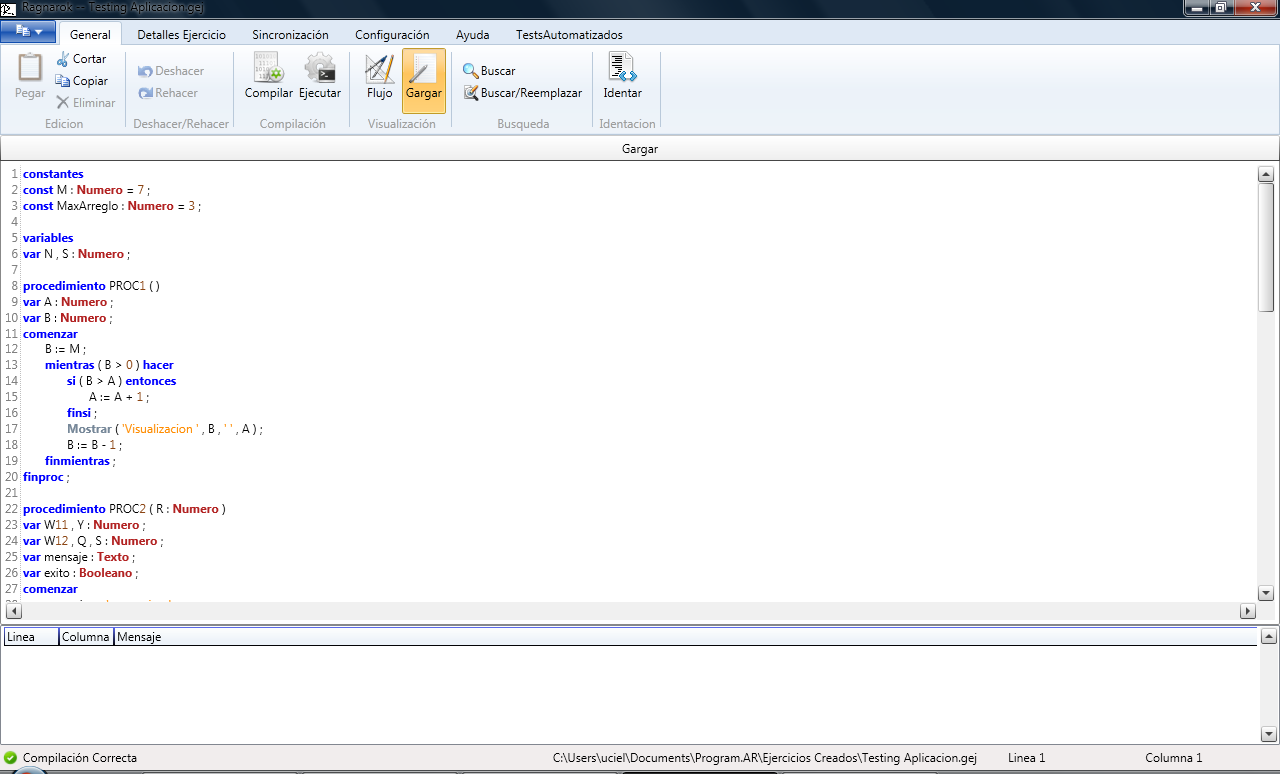 Ragnarok -- Testing Aplicacion.gej
General Detalles Ejercicio Sincronización Configuración Ayuda TestsAutomatizados
Pegar Cortar Copiar Eliminar
Deshacer Rehacer
Compilar Ejecutar
Flujo Gargar
Buscar Buscar/Reemplazar
Identar
Edicion Deshacer/Rehacer Compilación Visualización Busqueda Identacion
Gargar
1 constantes
2 const M : Numero = 7 ;
3 const MaxArreglo : Numero = 3 ;
4
5 variables
6 var N , S : Numero ;
7
8 procedimiento PROC1 ( )
9 var A : Numero ;
10 var B : Numero ;
11 comenzar
12 B := M ;
13 mientras ( B > 0 ) hacer
14 si ( B > A ) entonces
15 A := A + 1 ;
16 finsi ;
17 Mostrar ( 'Visualizacion ' , B , ' ' , A ) ;
18 B := B - 1 ;
19 finmientras ;
20 finproc ;
21
22 procedimiento PROC2 ( R : Numero )
23 var W11 , Y : Numero ;
24 var W12 , Q , S : Numero ;
25 var mensaje : Texto ;
26 var exito : Booleano ;
27 comenzar
Linea Columna Mensaje
Compilación Correcta C:\Users\uciel\Documents\Program.AR\Ejercicios Creados\Testing Aplicacion.gej Linea 1 Columna 1